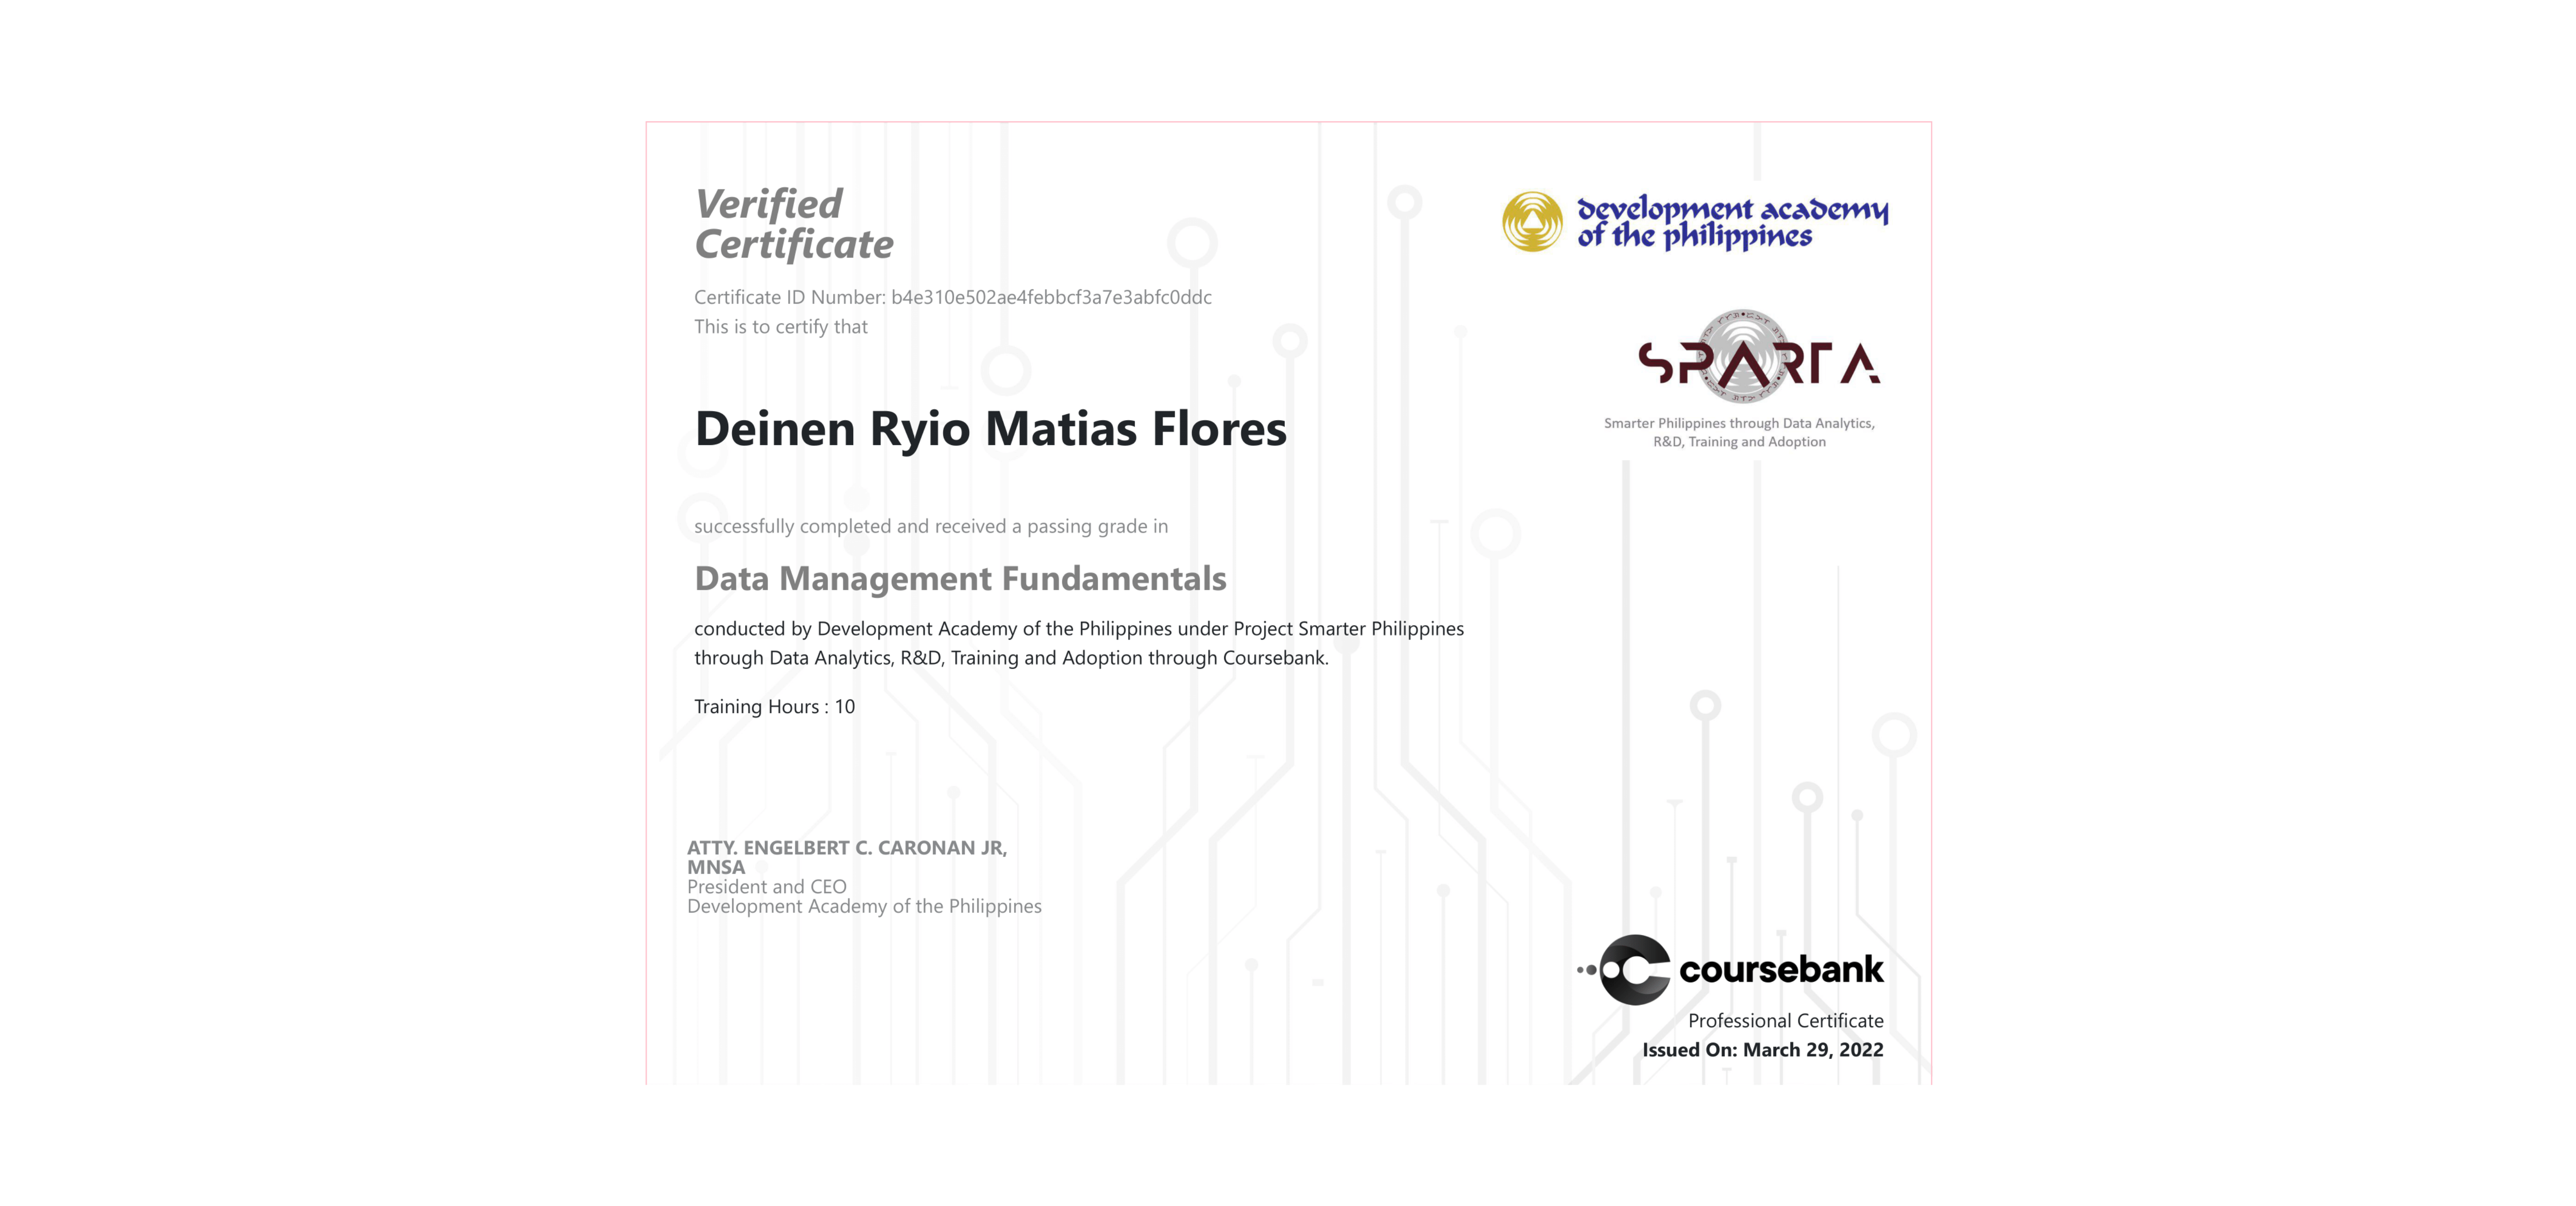 Verified
Certificate
Certificate ID Number: b4e310e502ae4febbcf3a7e3abfc0ddc
This is to certify that
Deinen Ryio Matias Flores
successfully completed and received a passing grade in
Data Management Fundamentals
conducted by Development Academy of the Philippines under Project Smarter Philippines
through Data Analytics, R&D, Training and Adoption through Coursebank.
Training Hours : 10
ATTY. ENGELBERT C. CARONAN JR,
MNSA
President and CEO
Development Academy of the Philippines
development academy
of the philippines
SPARTA
Smarter Philippines through Data Analytics,
R&D, Training and Adoption
coursebank
Professional Certificate
Issued On: March 29, 2022